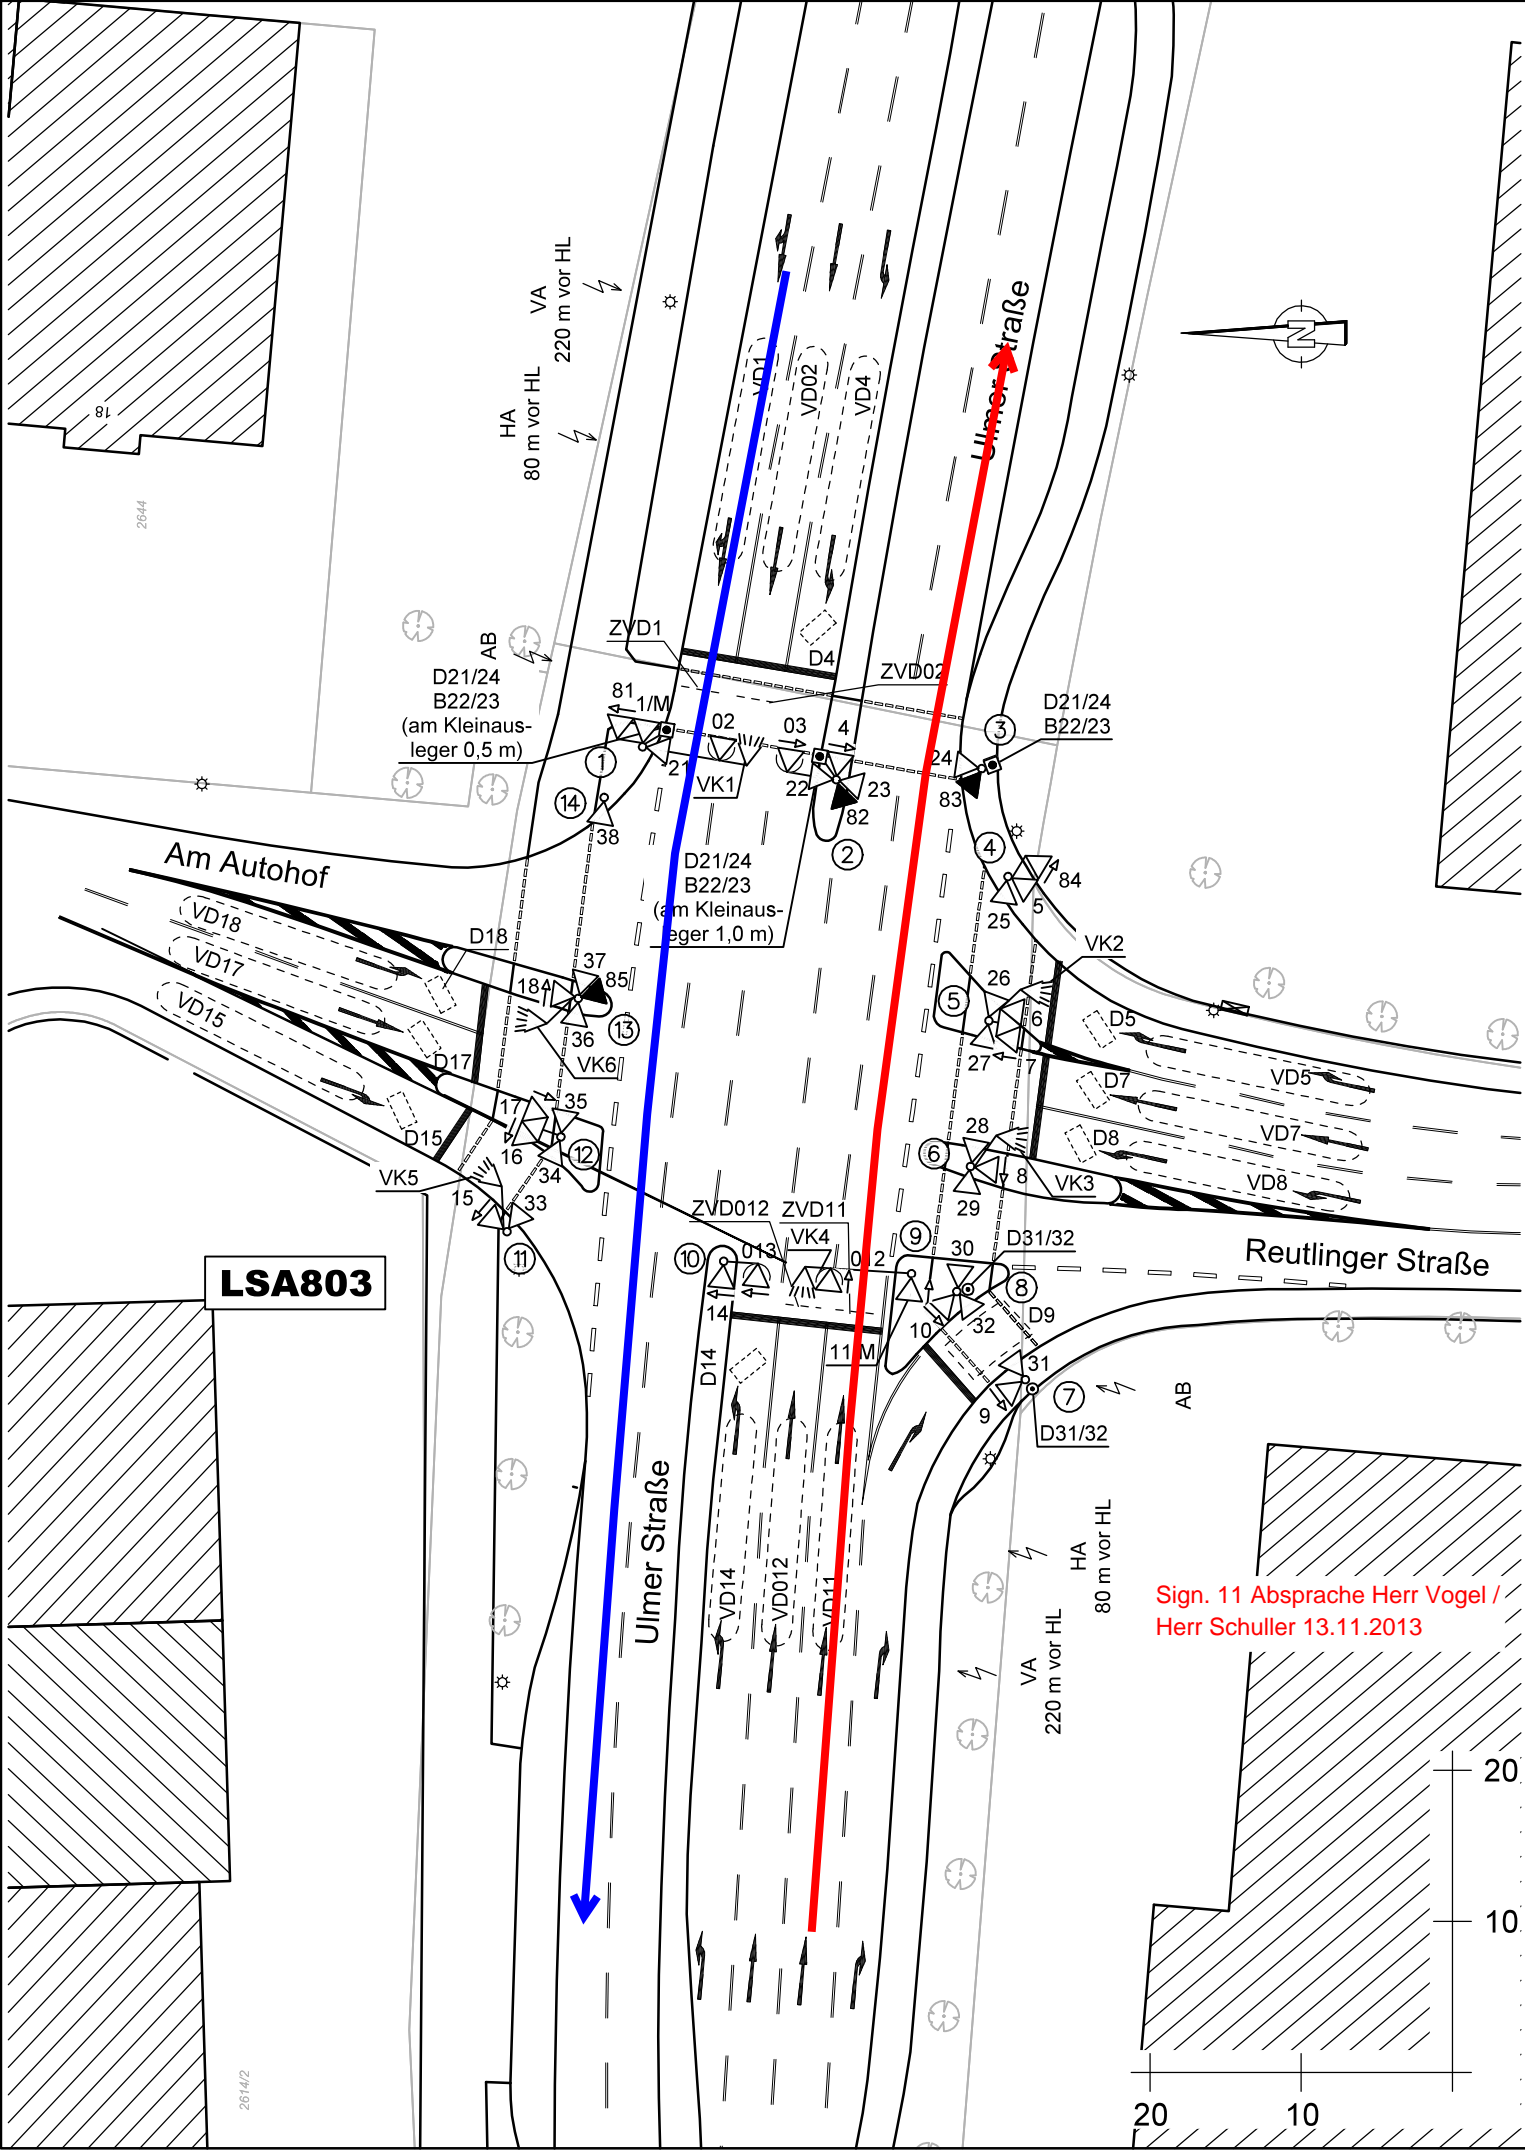 VA
220 m vor HL
HA
80 m vor HL
18
2644
VD1
VD02
VD4
Ulmer Straße
N
AB
D21/24
B22/23
(am Kleinaus-
leger 0,5 m)
ZVD1
D4
ZVD02
81
1/M
02
03
4
D21/24
B22/23
3
24
83
1
21
VK1
22
23
82
2
14
38
4
84
5
25
Am Autohof
D21/24
B22/23
(am Kleinaus-
leger 1,0 m)
VD18
VD17
VD15
D18
D17
D15
37
85
18
36
13
VK6
VK2
26
5
6
27
7
D5
D7
D8
VD5
VD7
VD8
17
35
16
34
12
VK5
15
33
11
28
6
8
VK3
29
ZVD012
ZVD11
VK4
9
30
D31/32
8
10
013
012
14
D14
10
32
D9
11/M
31
7
9
D31/32
AB
Reutlinger Straße
LSA803
Ulmer Straße
VD14
VD012
VD11
HA
80 m vor HL
VA
220 m vor HL
Sign. 11 Absprache Herr Vogel /
Herr Schuller 13.11.2013
20
10
20
10
2614/2